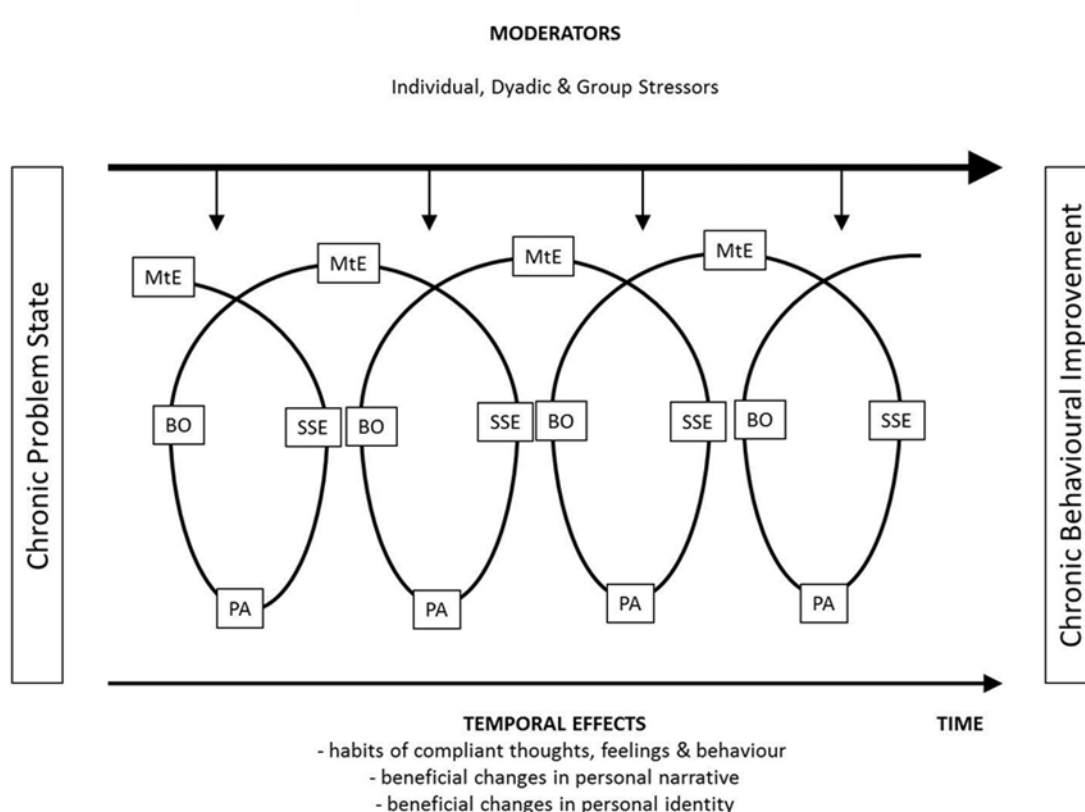 MODERATORS
Individual, Dyadic & Group Stressors
Chronic Problem State
MtE
MtE
MtE
MtE
BO
SSE
BO
SSE
BO
SSE
BO
SSE
PA
PA
PA
PA
Chronic Behavioural Improvement
TEMPORAL EFFECTS
TIME
- habits of compliant thoughts, feelings & behaviour
- beneficial changes in personal narrative
- beneficial changes in personal identity